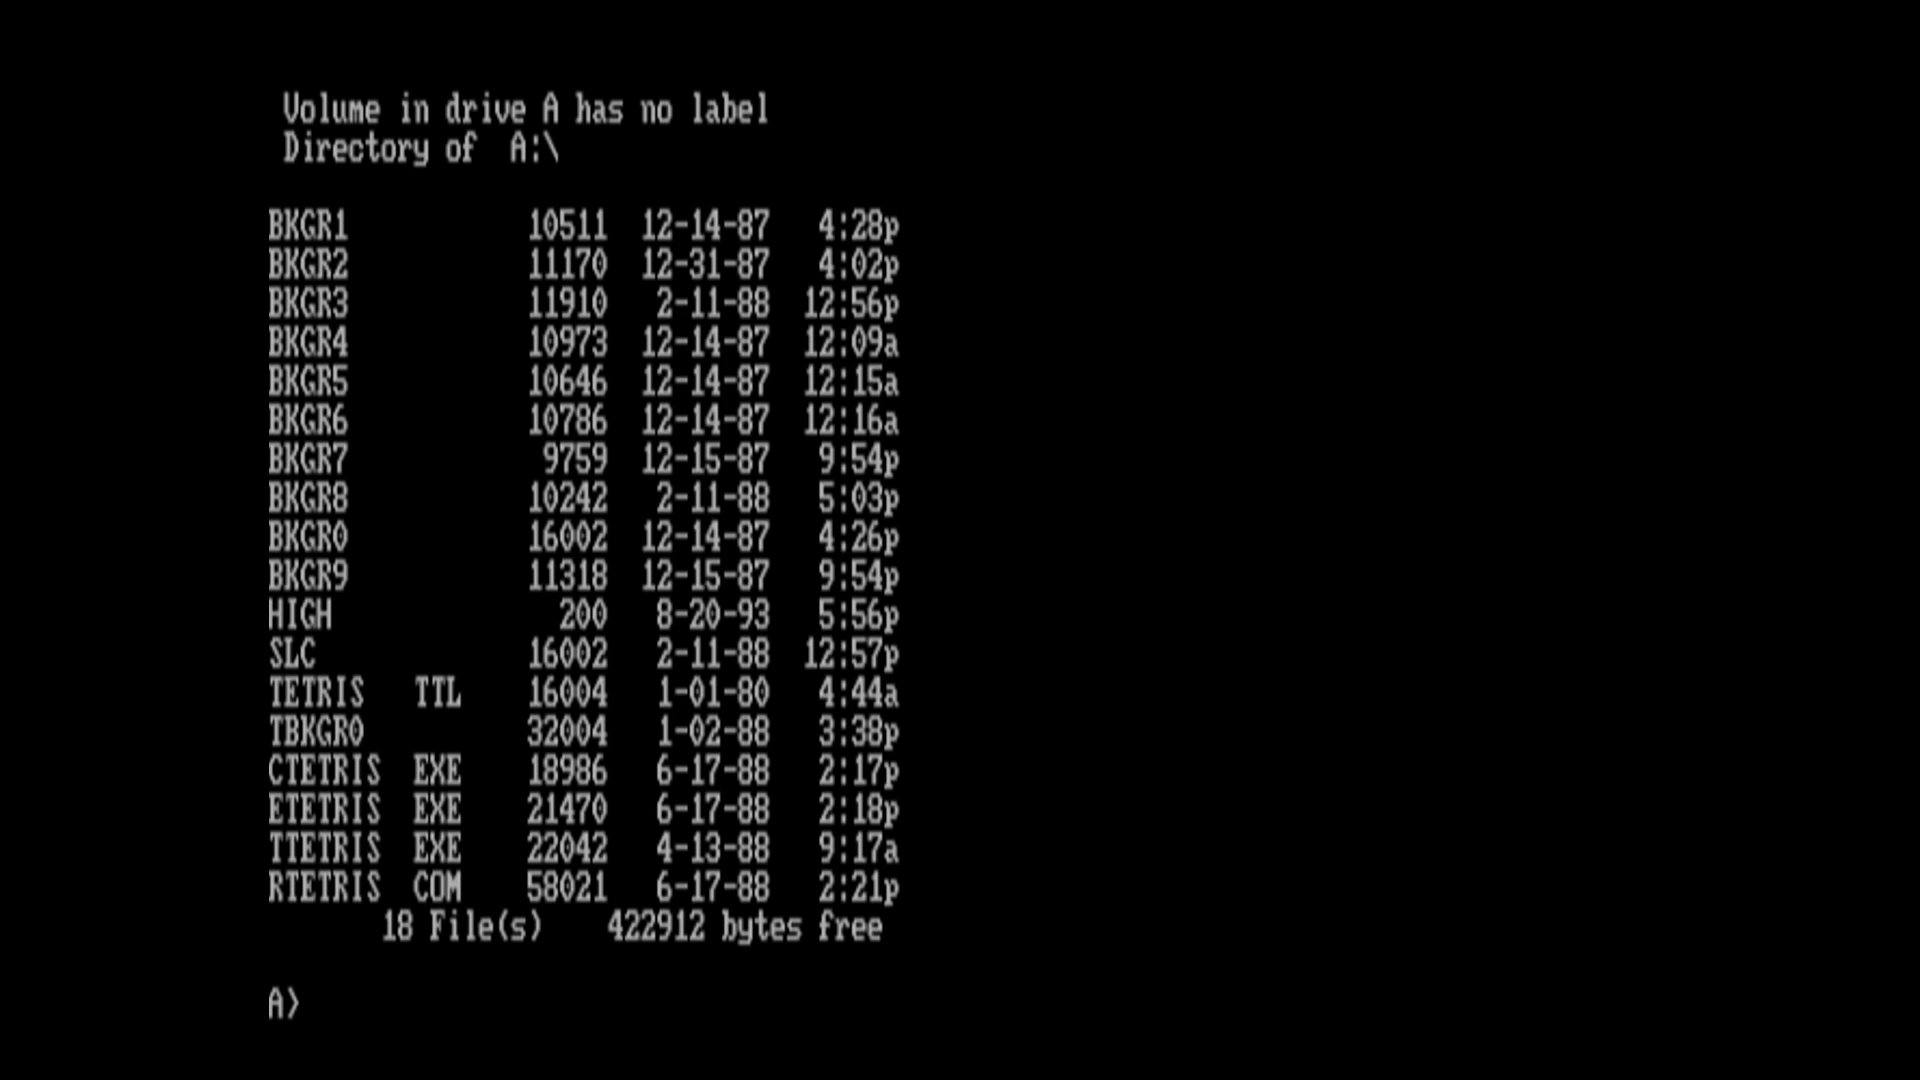 Volume in drive A has no label
Directory of  A:\
BKGR1            10511  12-14-87   4:28p
BKGR2            11170  12-31-87   4:02p
BKGR3            11910   2-11-88  12:56p
BKGR4            10973  12-14-87  12:09a
BKGR5            10646  12-14-87  12:15a
BKGR6            10786  12-14-87  12:16a
BKGR7             9759  12-15-87   9:54p
BKGR8            10242   2-11-88   5:03p
BKGR0            16002  12-14-87   4:26p
BKGR9            11318  12-15-87   9:54p
HIGH               200   8-20-93   5:56p
SLC              16002   2-11-88  12:57p
TETRIS   TTL     16004   1-01-80   4:44a
TBKGR0           32004   1-02-88   3:38p
CTETRIS  EXE     18986   6-17-88   2:17p
ETETRIS  EXE     21470   6-17-88   2:18p
TTETRIS  EXE     22042   4-13-88   9:17a
RTETRIS  COM     58021   6-17-88   2:21p
18 File(s)    422912 bytes free
A>